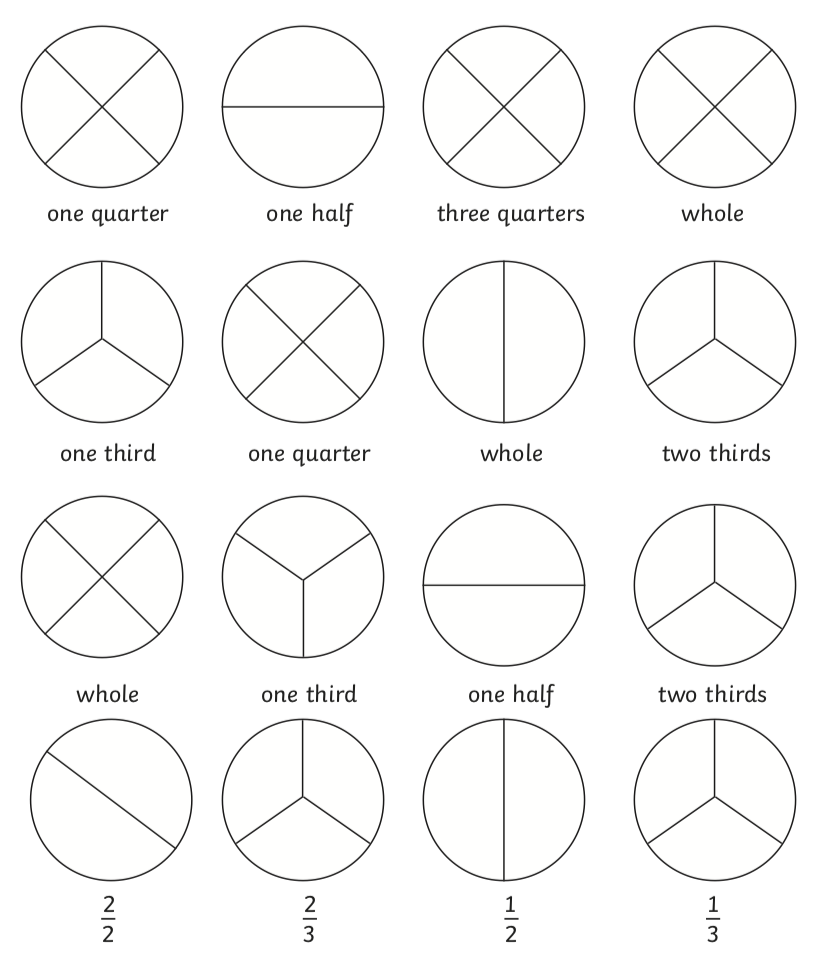 one quarter one half three quarters whole
one third one quarter whole two thirds
whole one third one half two thirds
2/2 2/3 1/2 1/3